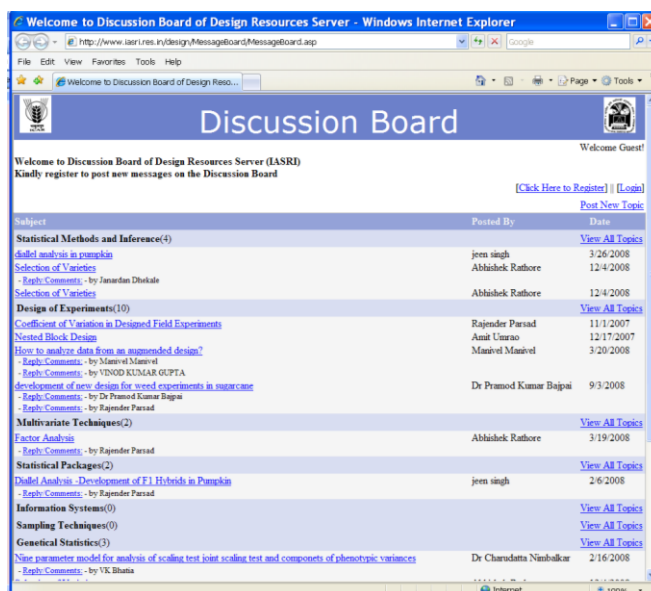 Welcome to Discussion Board of Design Resources Server - Windows Internet Explorer
http://www.iasri.res.in/design/MessageBoard/MessageBoard.asp
Google
File Edit View Favorites Tools Help
Welcome to Discussion Board of Design Reso...
Page Tools
Discussion Board
Welcome Guest!
Welcome to Discussion Board of Design Resources Server (IASRI)
Kindly register to post new messages on the Discussion Board
[Click Here to Register] || [Login]
Post New Topic
Subject Posted By Date
Statistical Methods and Inference(4) View All Topics
diallel analysis in pumpkin jeen singh 3/26/2008
Selection of Varieties Abhishek Rathore 12/4/2008
- Reply/Comments: - by Janardan Dhekale
Selection of Varieties Abhishek Rathore 12/4/2008
Design of Experiments(10) View All Topics
Coefficient of Variation in Designed Field Experiments Rajender Parsad 11/1/2007
Nested Block Design Amit Umrao 12/17/2007
How to analyze data from an augmented design? Manivel Manivel 3/20/2008
- Reply/Comments: - by Manivel Manivel
- Reply/Comments: - by VINOD KUMAR GUPTA
development of new design for weed experiments in sugarcane Dr Pramod Kumar Bajpai 9/3/2008
- Reply/Comments: - by Dr Pramod Kumar Bajpai
- Reply/Comments: - by Rajender Parsad
Multivariate Techniques(2) View All Topics
Factor Analysis Abhishek Rathore 3/19/2008
- Reply/Comments: - by Rajender Parsad
Statistical Packages(2) View All Topics
Diallel Analysis -Development of F1 Hybrids in Pumpkin jeen singh 2/6/2008
- Reply/Comments: - by Rajender Parsad
Information Systems(0) View All Topics
Sampling Techniques(0) View All Topics
Genetical Statistics(3) View All Topics
Nine parameter model for analysis of scaling test joint scaling test and componets of phenotypic variances Dr Charudatta Nimbalkar 2/16/2008
- Reply/Comments: - by VK Bhatia
Internet 100%